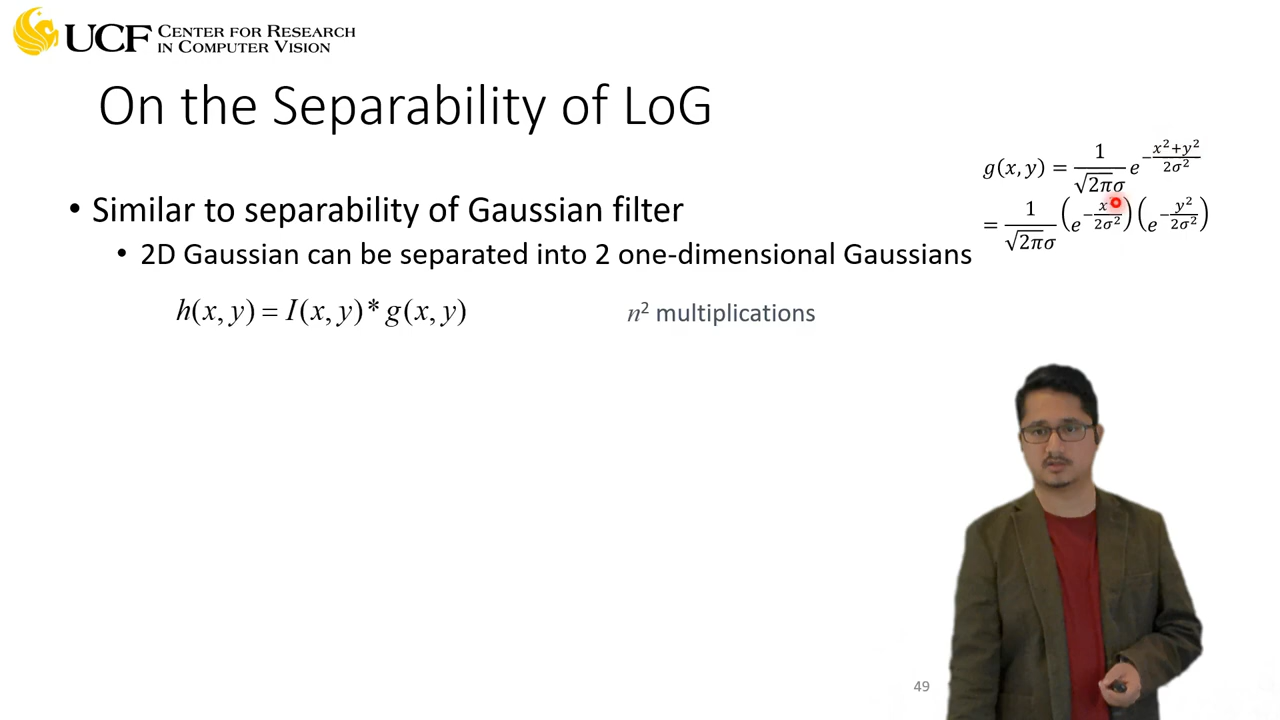 UCF CENTER FOR RESEARCH
IN COMPUTER VISION
On the Separability of LoG
g(x, y) = 1/(√2πσ) e^(−(x²+y²)/(2σ²))
= 1/(√2πσ) (e^(−x/(2σ²))) (e^(−y²/(2σ²)))
• Similar to separability of Gaussian filter
• 2D Gaussian can be separated into 2 one-dimensional Gaussians
h(x, y) = I(x, y) * g(x, y)
n² multiplications
49